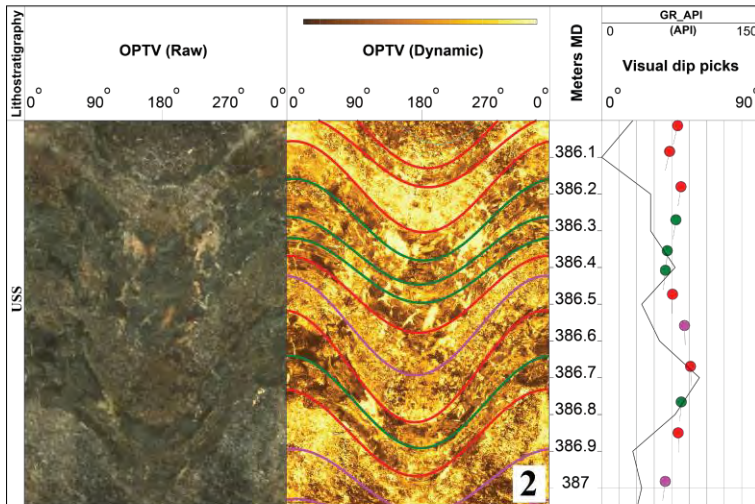 Lithostratigraphy
OPTV (Raw)
0° 90° 180° 270° 0°
OPTV (Dynamic)
0° 90° 180° 270° 0°
Meters MD
GR_API
0 (API) 150
Visual dip picks
0° 90°
USS
386.1
386.2
386.3
386.4
386.5
386.6
386.7
386.8
386.9
387
2